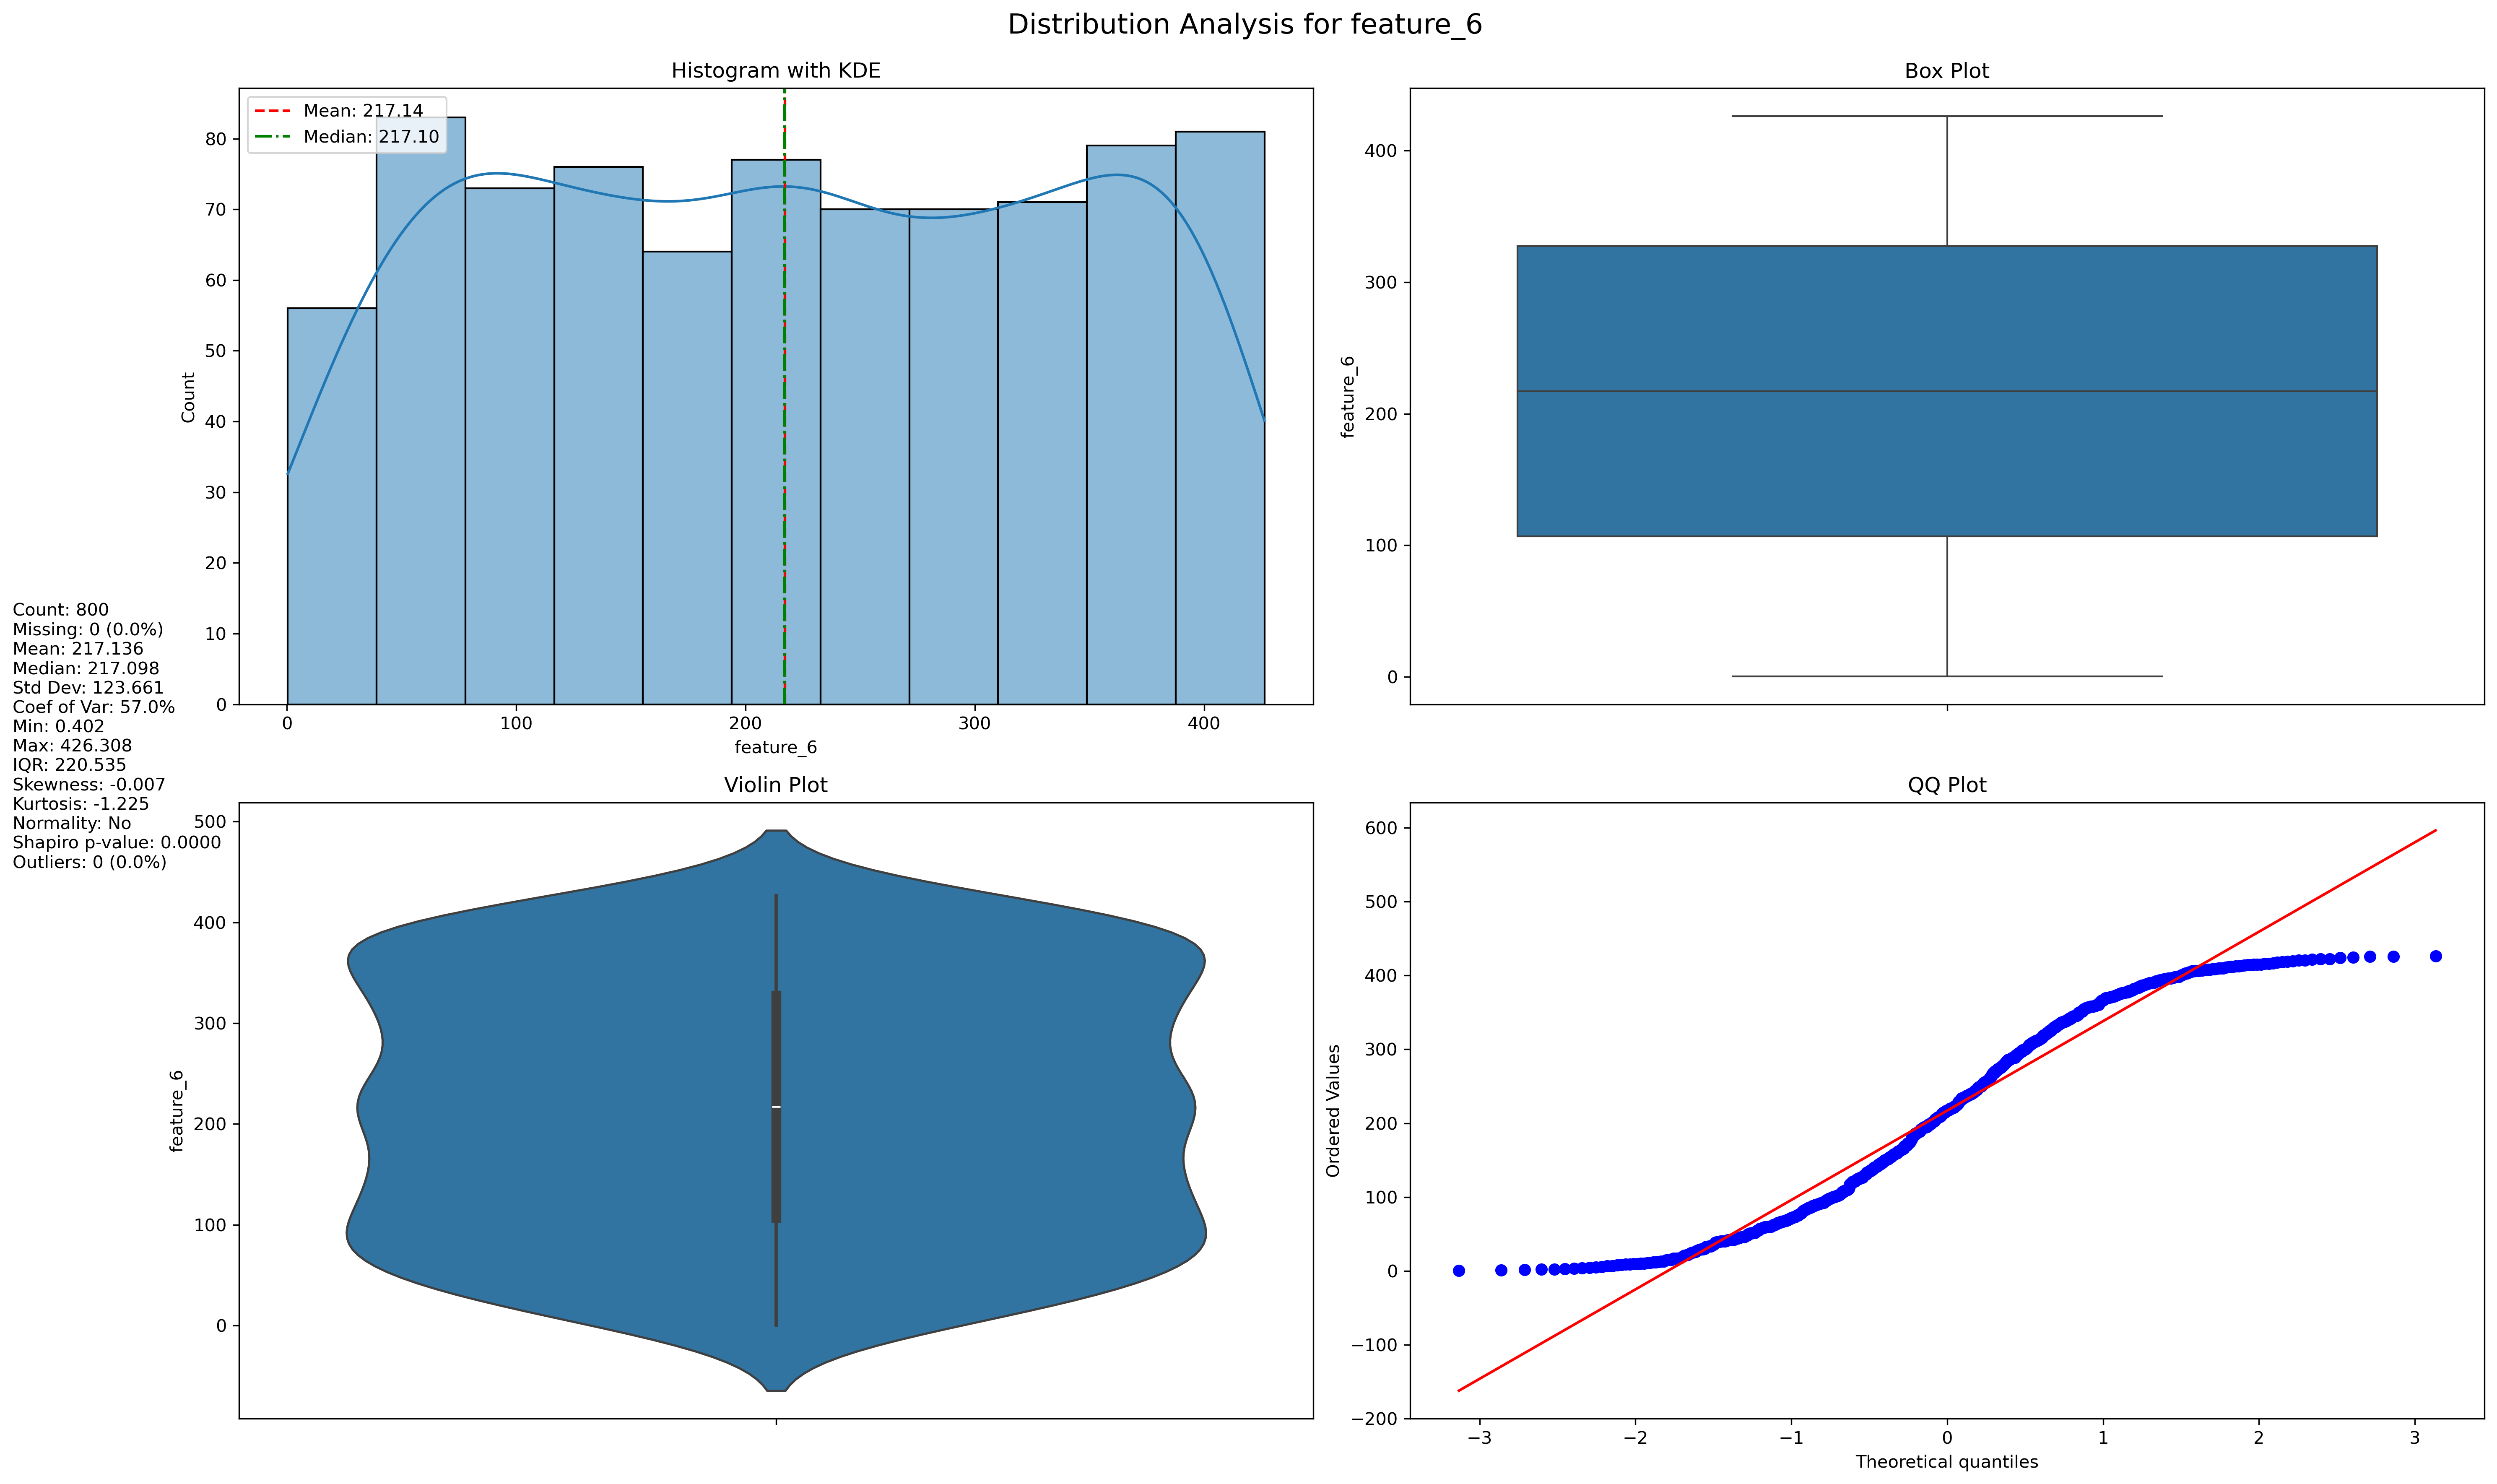 Distribution Analysis for feature_6
Histogram with KDE
Mean: 217.14
Median: 217.10
80
70
60
50
40
30
20
10
0
Count
0 100 200 300 400
feature_6
Box Plot
400
300
200
100
0
feature_6
Count: 800
Missing: 0 (0.0%)
Mean: 217.136
Median: 217.098
Std Dev: 123.661
Coef of Var: 57.0%
Min: 0.402
Max: 426.308
IQR: 220.535
Skewness: -0.007
Kurtosis: -1.225
Normality: No
Shapiro p-value: 0.0000
Outliers: 0 (0.0%)
Violin Plot
500
400
300
200
100
0
feature_6
QQ Plot
600
500
400
300
200
100
0
−100
−200
Ordered Values
−3 −2 −1 0 1 2 3
Theoretical quantiles